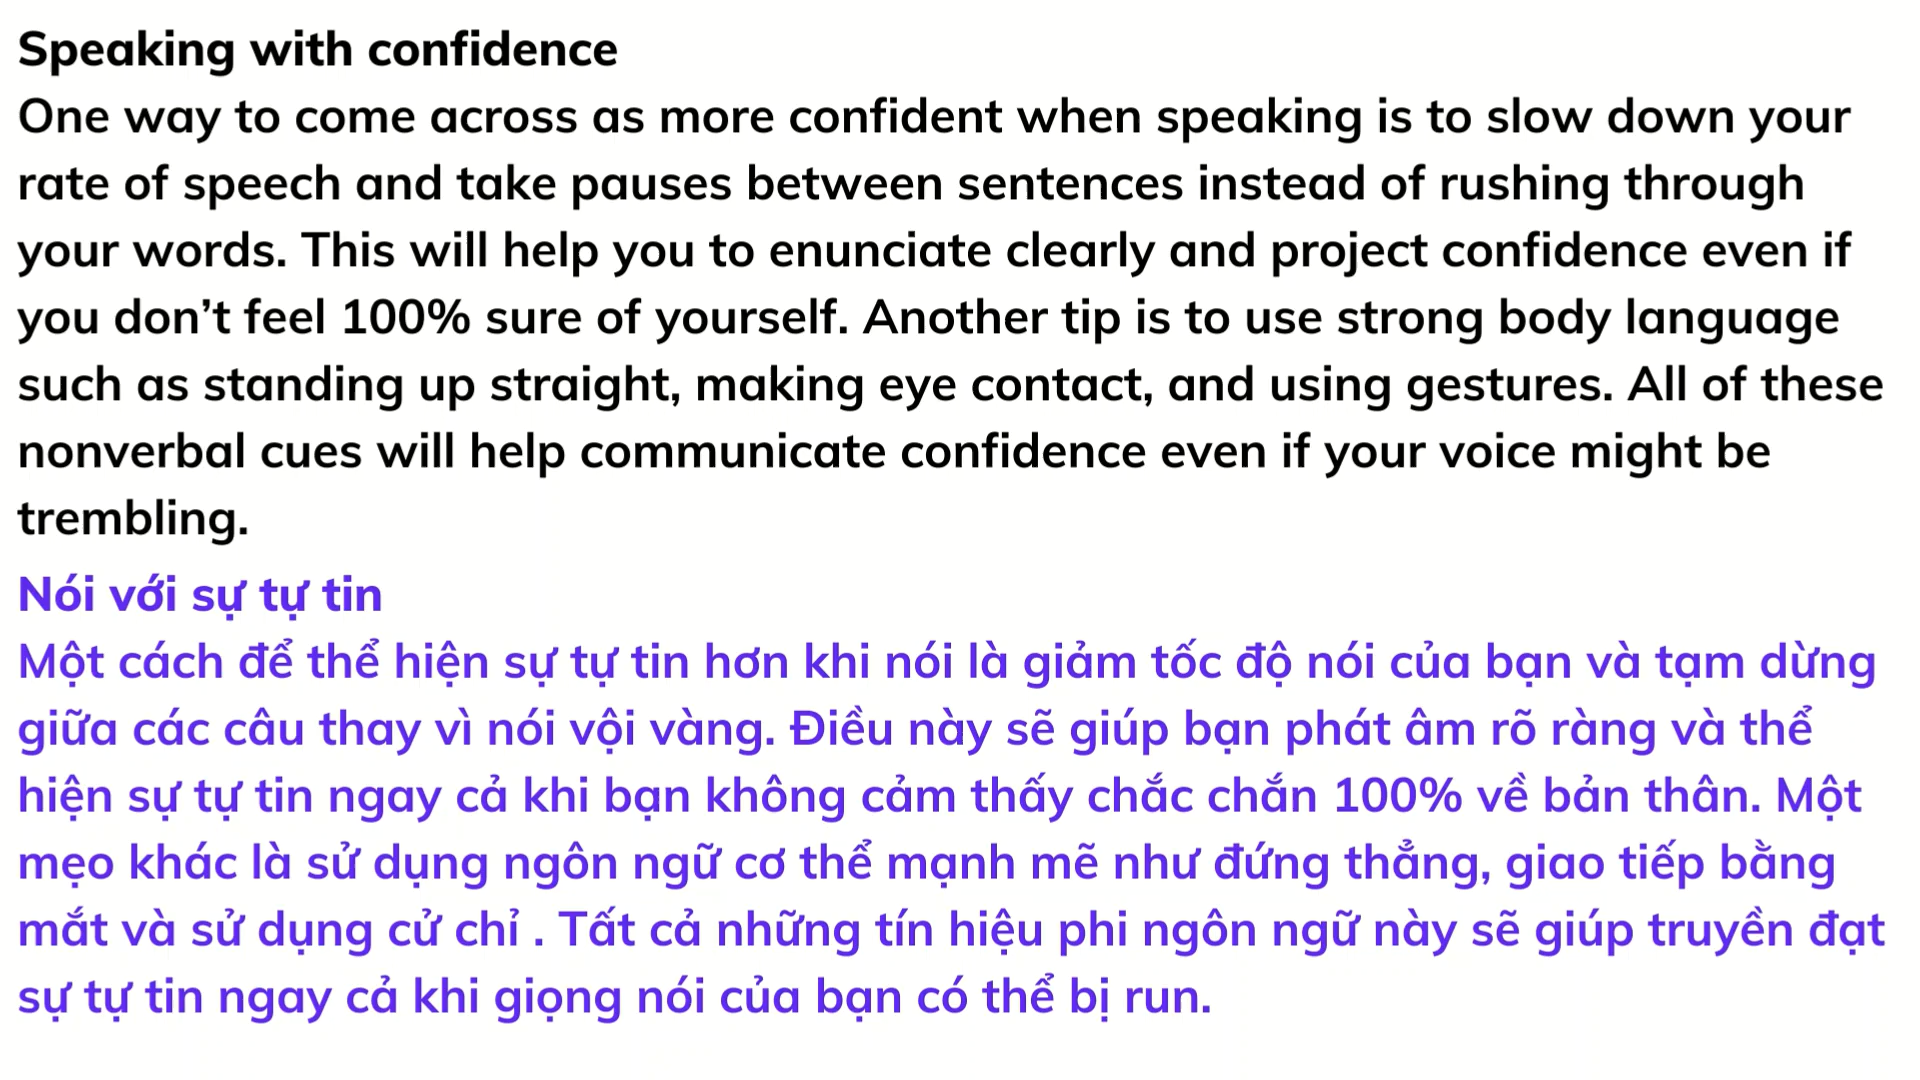 Speaking with confidence
One way to come across as more confident when speaking is to slow down your
rate of speech and take pauses between sentences instead of rushing through
your words. This will help you to enunciate clearly and project confidence even if
you don’t feel 100% sure of yourself. Another tip is to use strong body language
such as standing up straight, making eye contact, and using gestures. All of these
nonverbal cues will help communicate confidence even if your voice might be
trembling.
Nói với sự tự tin
Một cách để thể hiện sự tự tin hơn khi nói là giảm tốc độ nói của bạn và tạm dừng
giữa các câu thay vì nói vội vàng. Điều này sẽ giúp bạn phát âm rõ ràng và thể
hiện sự tự tin ngay cả khi bạn không cảm thấy chắc chắn 100% về bản thân. Một
mẹo khác là sử dụng ngôn ngữ cơ thể mạnh mẽ như đứng thẳng, giao tiếp bằng
mắt và sử dụng cử chỉ . Tất cả những tín hiệu phi ngôn ngữ này sẽ giúp truyền đạt
sự tự tin ngay cả khi giọng nói của bạn có thể bị run.